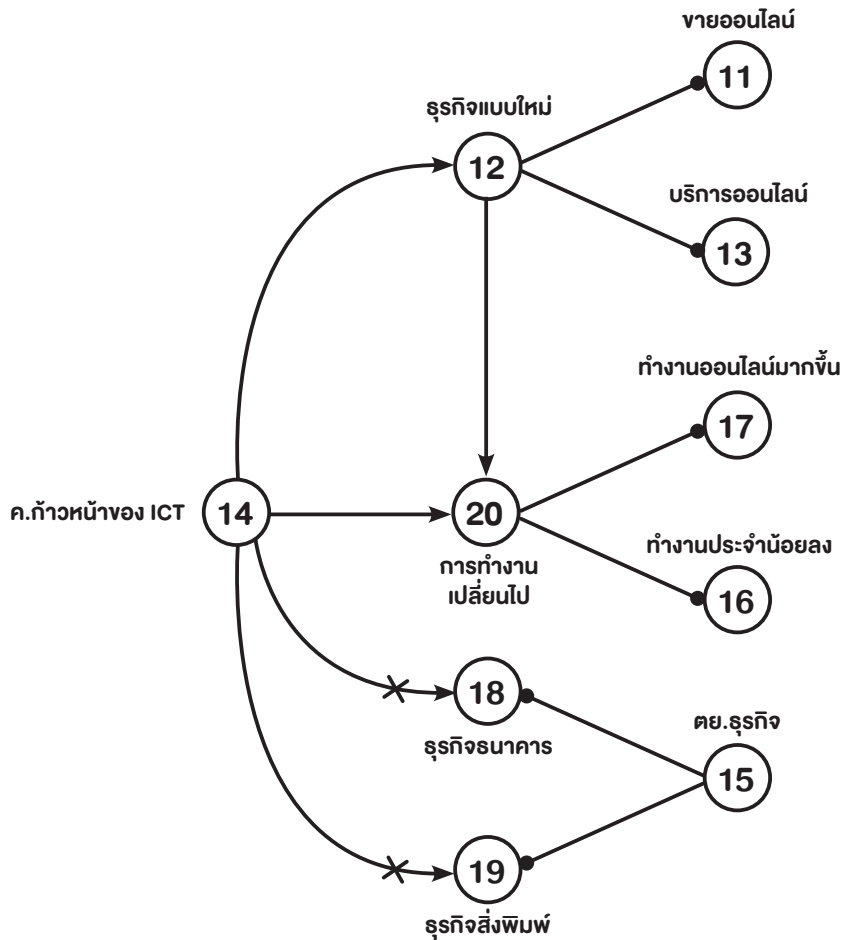 ขายออนไลน์
11
ธุรกิจแบบใหม่
12
บริการออนไลน์
13
ทำงานออนไลน์มากขึ้น
17
ค.ก้าวหน้าของ ICT
14
20
การทำงาน
เปลี่ยนไป
ทำงานประจำน้อยลง
16
18
ธุรกิจธนาคาร
ตย.ธุรกิจ
15
19
ธุรกิจสิ่งพิมพ์